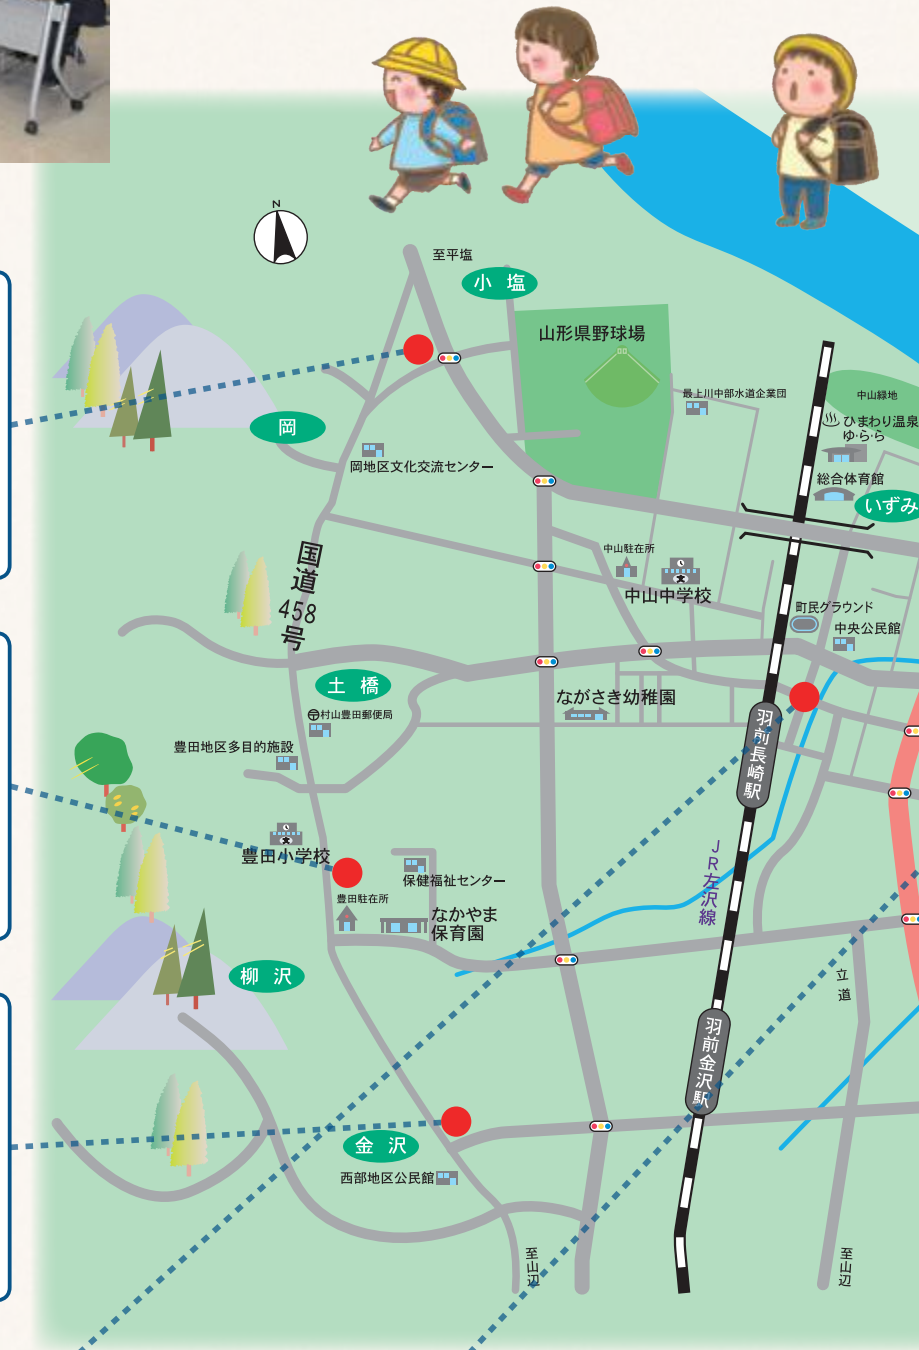 N
至平塩
小 塩
山形県野球場
最上川中部水道企業団
中山緑地
ひまわり温泉
ゆ・ら・ら
岡
岡地区文化交流センター
総合体育館
いずみ
国道458号
中山駐在所
中山中学校
町民グラウンド
中央公民館
土 橋
ながさき幼稚園
村山豊田郵便局
羽前長崎駅
豊田地区多目的施設
豊田小学校
JR左沢線
保健福祉センター
豊田駐在所
なかやま
保育園
柳 沢
立道
羽前金沢駅
金 沢
西部地区公民館
至山辺
至山辺